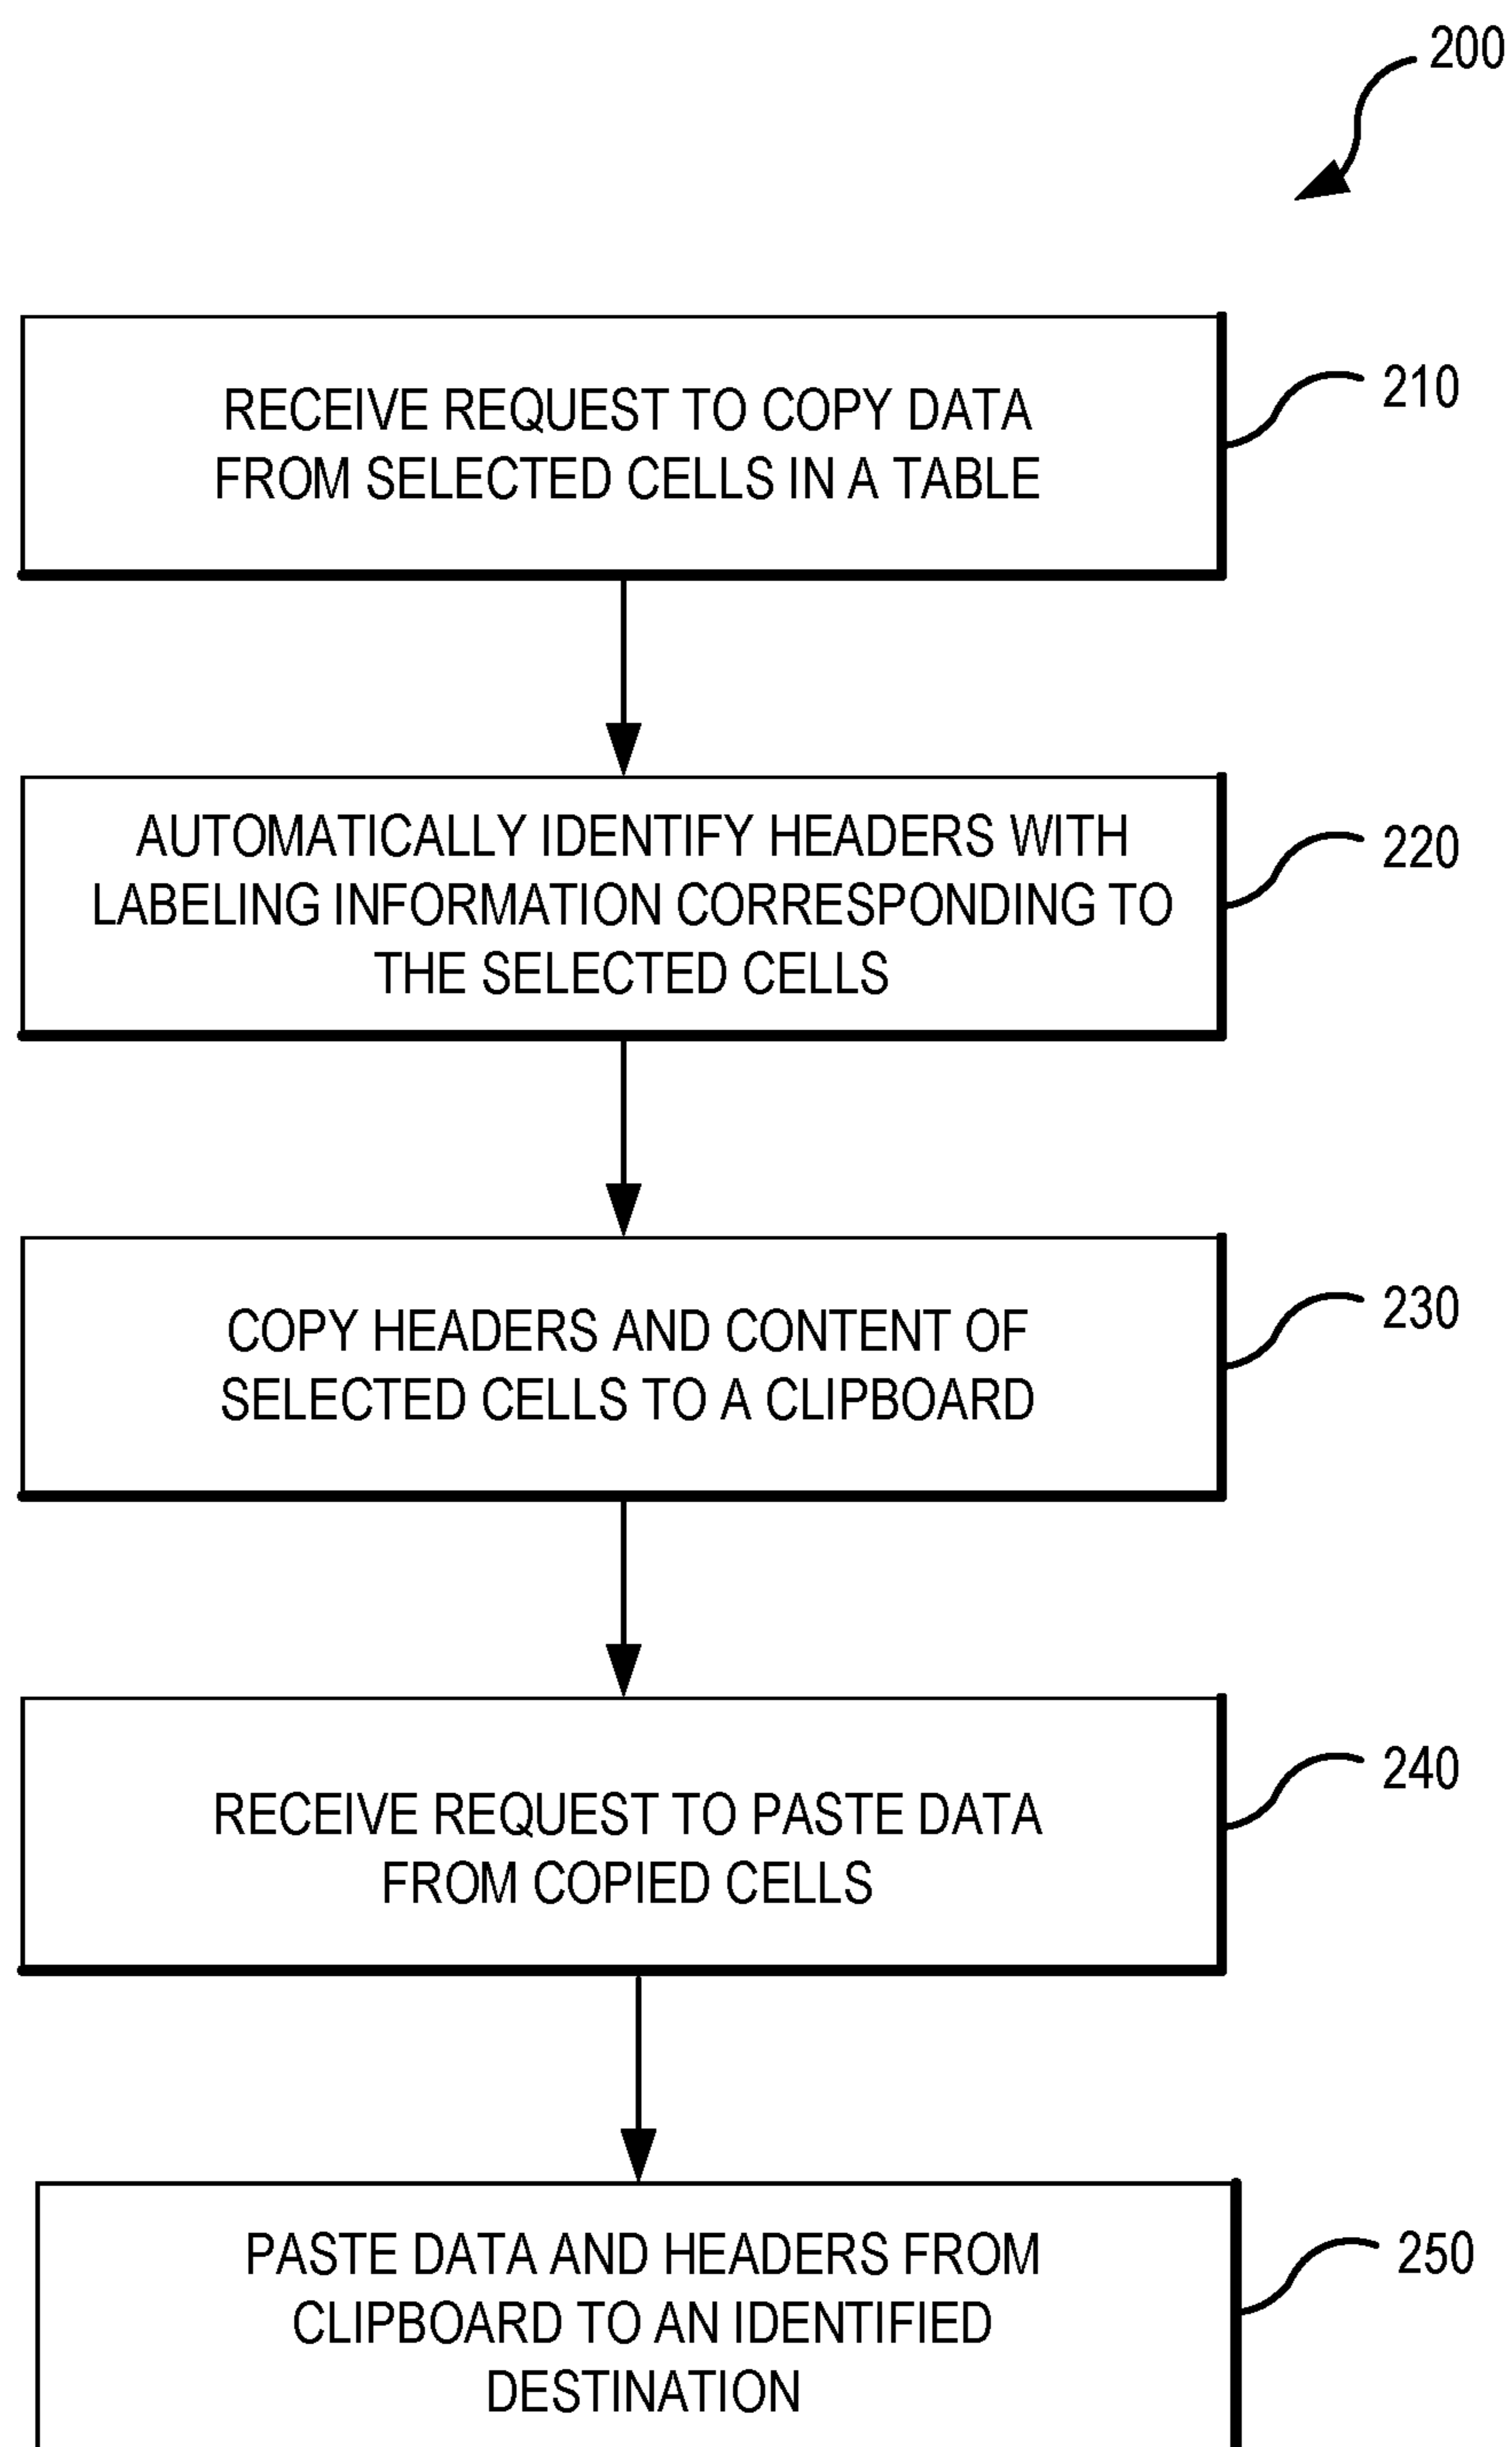 200
RECEIVE REQUEST TO COPY DATA
FROM SELECTED CELLS IN A TABLE
210
AUTOMATICALLY IDENTIFY HEADERS WITH
LABELING INFORMATION CORRESPONDING TO
THE SELECTED CELLS
220
COPY HEADERS AND CONTENT OF
SELECTED CELLS TO A CLIPBOARD
230
RECEIVE REQUEST TO PASTE DATA
FROM COPIED CELLS
240
PASTE DATA AND HEADERS FROM
CLIPBOARD TO AN IDENTIFIED
DESTINATION
250